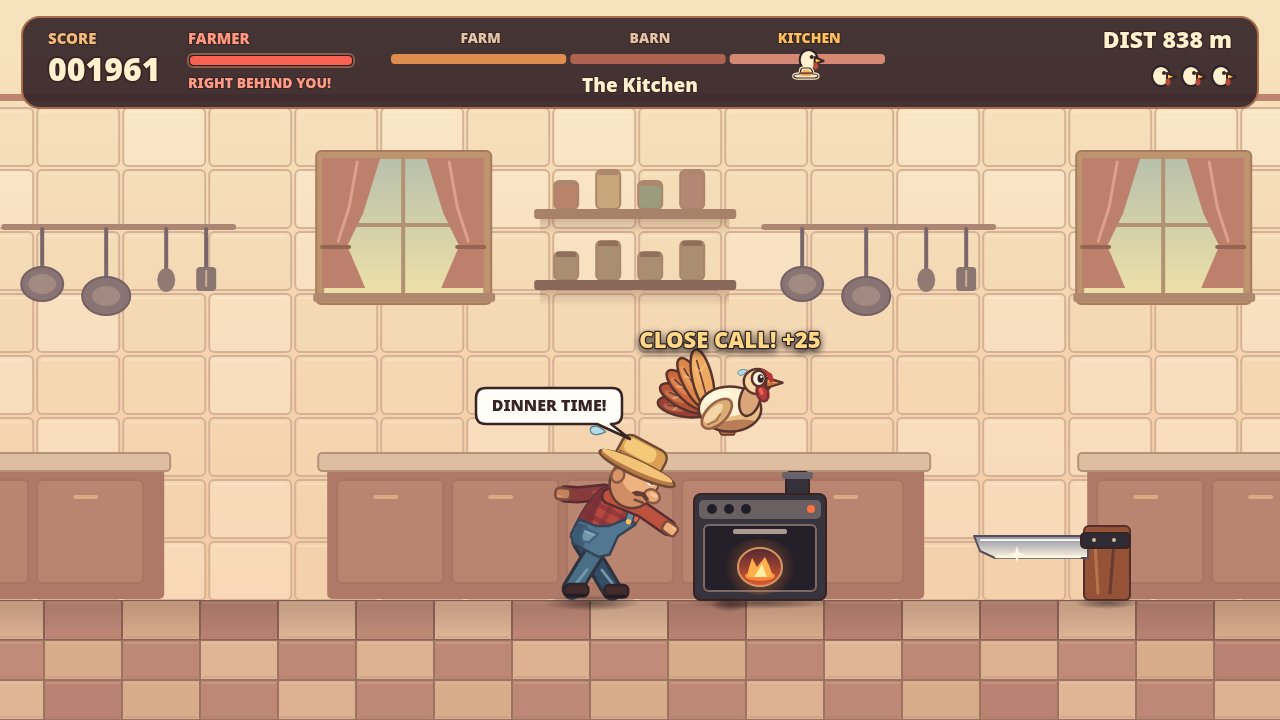 SCORE
001961
FARMER
RIGHT BEHIND YOU!
FARM
BARN
KITCHEN
The Kitchen
DIST 838 m
CLOSE CALL! +25
DINNER TIME!